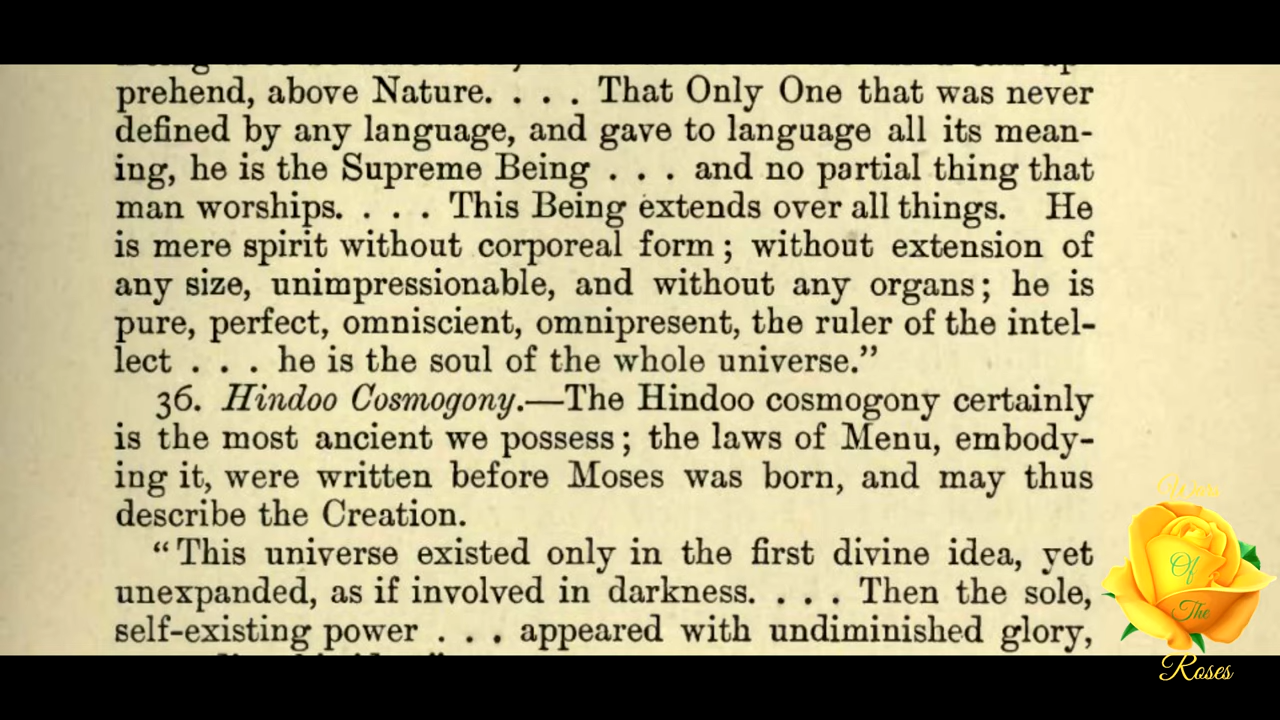 prehend, above Nature. . . . That Only One that was never
defined by any language, and gave to language all its mean-
ing, he is the Supreme Being . . . and no partial thing that
man worships. . . . This Being extends over all things. He
is mere spirit without corporeal form ; without extension of
any size, unimpressionable, and without any organs ; he is
pure, perfect, omniscient, omnipresent, the ruler of the intel-
lect . . . he is the soul of the whole universe.”
36. Hindoo Cosmogony.—The Hindoo cosmogony certainly
is the most ancient we possess ; the laws of Menu, embody-
ing it, were written before Moses was born, and may thus
describe the Creation.
“ This universe existed only in the first divine idea, yet
unexpanded, as if involved in darkness. . . . Then the sole,
self-existing power . . . appeared with undiminished glory,
Wars
Of
The
Roses